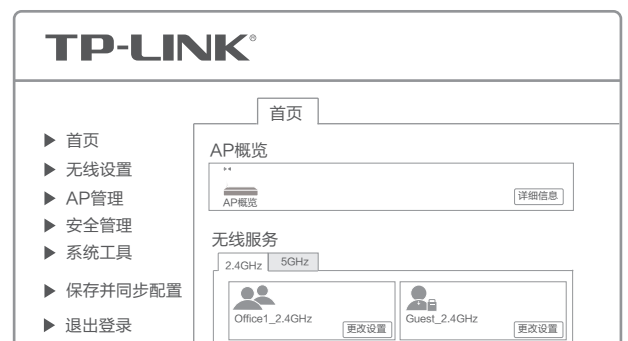 TP-LINK®
首页
▶ 首页
▶ 无线设置
▶ AP管理
▶ 安全管理
▶ 系统工具
▶ 保存并同步配置
▶ 退出登录
AP概览
AP概览
详细信息
无线服务
2.4GHz 5GHz
Office1_2.4GHz
更改设置
Guest_2.4GHz
更改设置